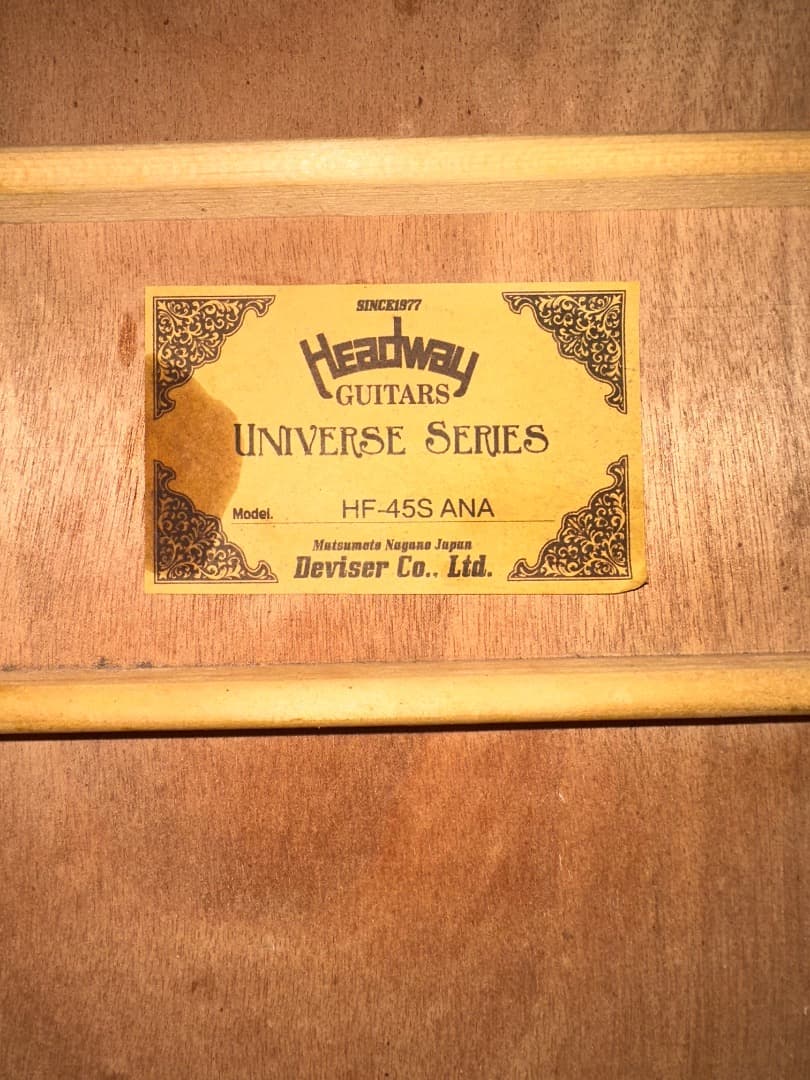 SINCE1977
Headway
GUITARS
UNIVERSE SERIES
Model. HF-45S ANA
Matsumoto Nagano Japan
Deviser Co., Ltd.